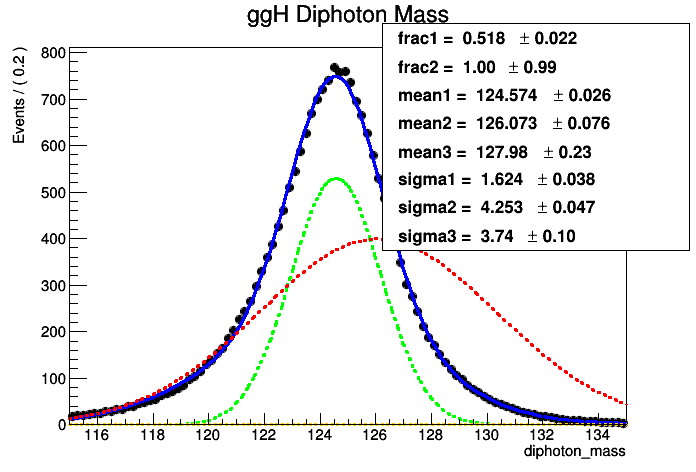 ggH Diphoton Mass
frac1 = 0.518 ± 0.022
frac2 = 1.00 ± 0.99
mean1 = 124.574 ± 0.026
mean2 = 126.073 ± 0.076
mean3 = 127.98 ± 0.23
sigma1 = 1.624 ± 0.038
sigma2 = 4.253 ± 0.047
sigma3 = 3.74 ± 0.10
Events / ( 0.2 )
800
700
600
500
400
300
200
100
0
116 118 120 122 124 126 128 130 132 134
diphoton_mass